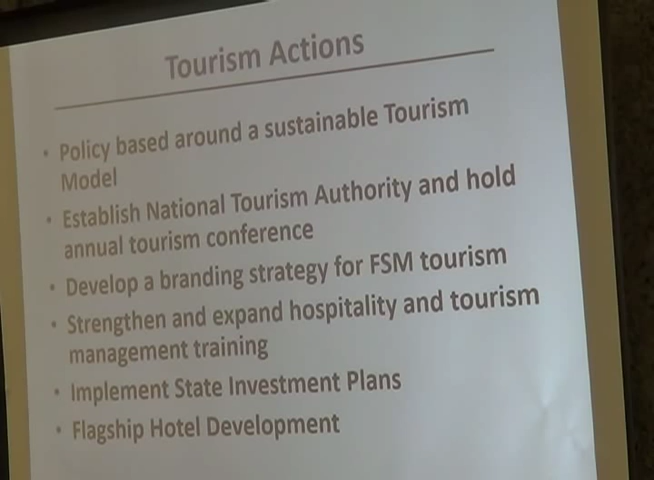 Tourism Actions
• Policy based around a sustainable Tourism
Model
• Establish National Tourism Authority and hold
annual tourism conference
• Develop a branding strategy for FSM tourism
• Strengthen and expand hospitality and tourism
management training
• Implement State Investment Plans
• Flagship Hotel Development